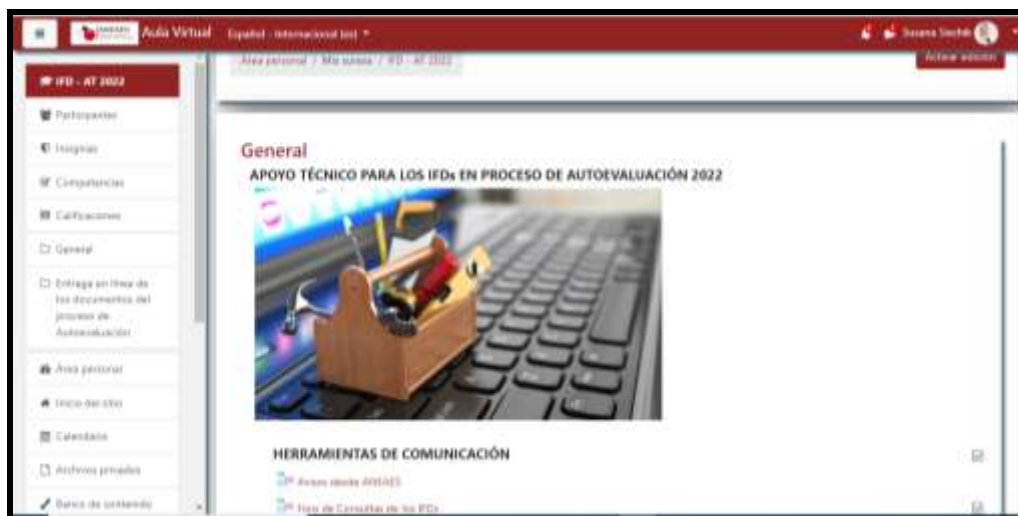 Aula Virtual Español - Internacional (es)
Area personal / Mis cursos / IFD - AT 2022
Activar edición
IFD - AT 2022
Participantes
Insignias
Competencias
Calificaciones
General
Entrega en línea de
los documentos del
proceso de
Autoevaluación
Area personal
Inicio del sitio
Calendario
Archivos privados
Banco de contenido
General
APOYO TÉCNICO PARA LOS IFDs EN PROCESO DE AUTOEVALUACIÓN 2022
HERRAMIENTAS DE COMUNICACIÓN
Avisos desde ANEAES
Foro de Consultas de los IFDs